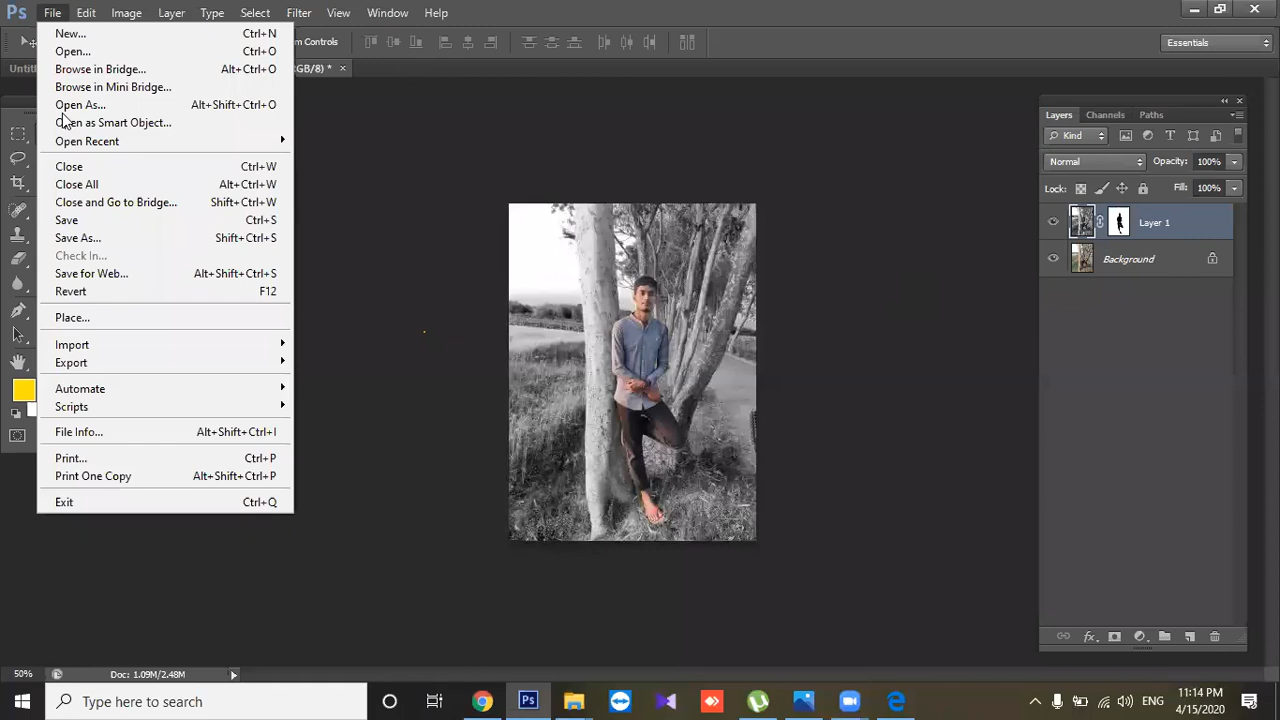 Ps File Edit Image Layer Type Select Filter View Window Help
m Controls Essentials
Untit GB/8) * ×
New... Ctrl+N
Open... Ctrl+O
Browse in Bridge... Alt+Ctrl+O
Browse in Mini Bridge...
Open As... Alt+Shift+Ctrl+O
Open as Smart Object...
Open Recent
Close Ctrl+W
Close All Alt+Ctrl+W
Close and Go to Bridge... Shift+Ctrl+W
Save Ctrl+S
Save As... Shift+Ctrl+S
Check In...
Save for Web... Alt+Shift+Ctrl+S
Revert F12
Place...
Import
Export
Automate
Scripts
File Info... Alt+Shift+Ctrl+I
Print... Ctrl+P
Print One Copy Alt+Shift+Ctrl+P
Exit Ctrl+Q
Layers Channels Paths
Kind
Normal Opacity: 100%
Lock: Fill: 100%
Layer 1
Background
50% Doc: 1.09M/2.48M
Type here to search
Ps
ENG
11:14 PM
4/15/2020